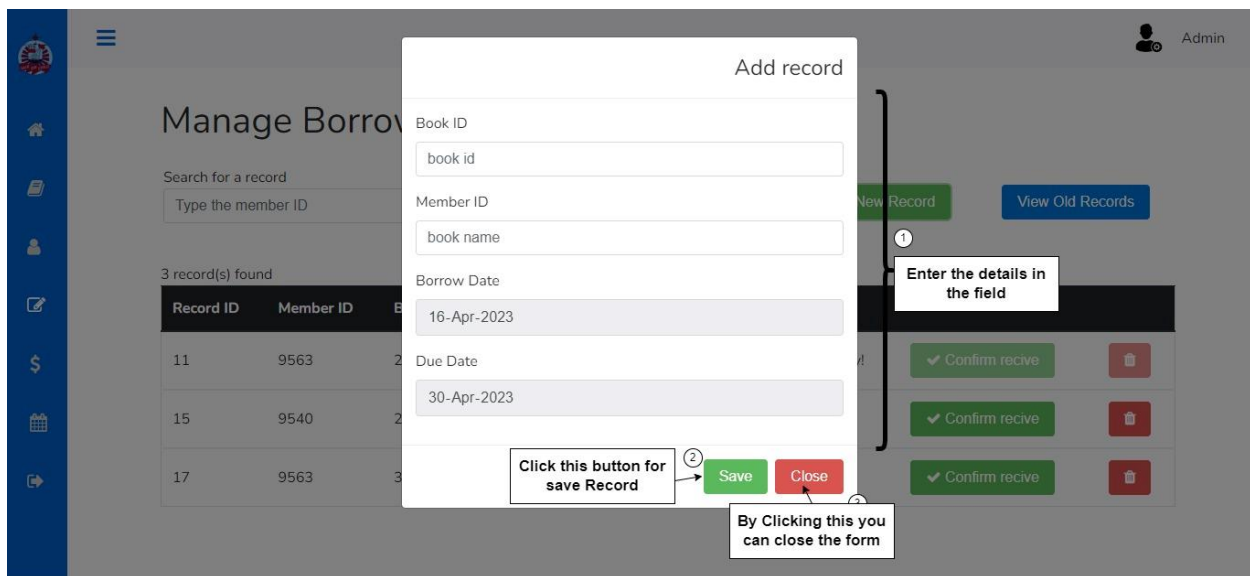 Admin
Add record
Manage Borrow
Book ID
book id
Search for a record
Type the member ID
Member ID
book name
New Record
View Old Records
1
Enter the details in
the field
3 record(s) found
Borrow Date
16-Apr-2023
Record ID Member ID B
11 9563 2 y! Confirm recive
Due Date
30-Apr-2023
15 9540 2 Confirm recive
17 9563 3 Confirm recive
Click this button for
save Record
2
Save
Close
By Clicking this you
can close the form